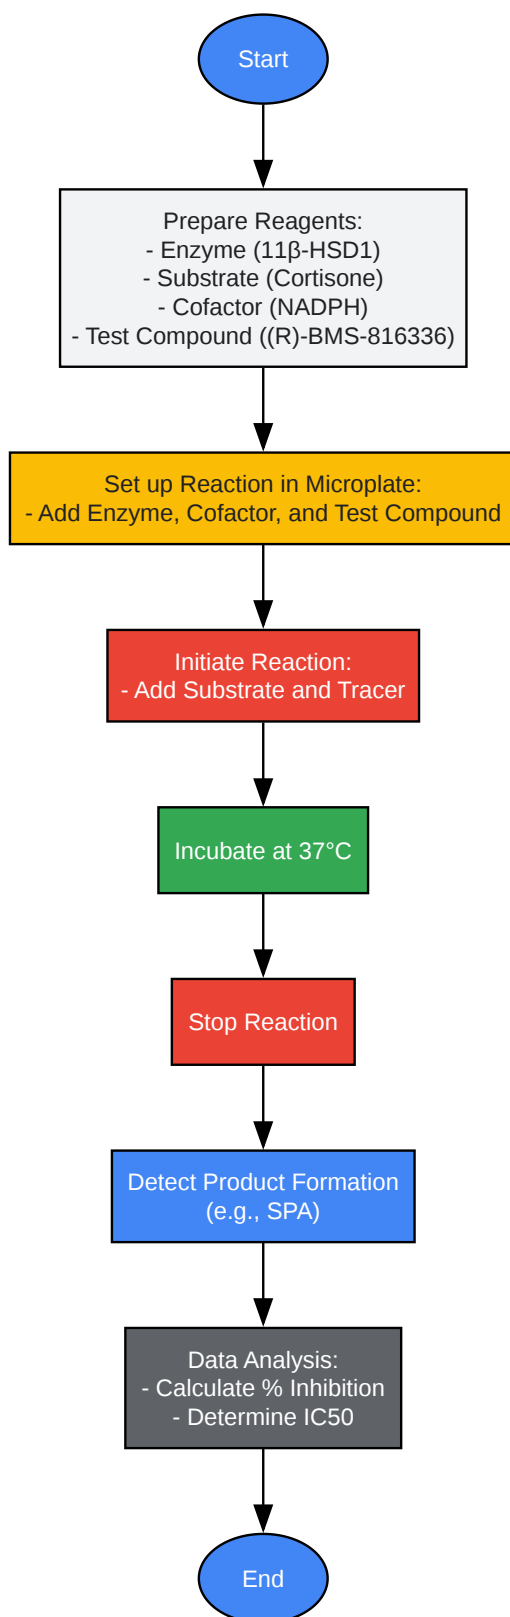 Start
Prepare Reagents:
- Enzyme (11β-HSD1)
- Substrate (Cortisone)
- Cofactor (NADPH)
- Test Compound ((R)-BMS-816336)
Set up Reaction in Microplate:
- Add Enzyme, Cofactor, and Test Compound
Initiate Reaction:
- Add Substrate and Tracer
Incubate at 37°C
Stop Reaction
Detect Product Formation
(e.g., SPA)
Data Analysis:
- Calculate % Inhibition
- Determine IC50
End